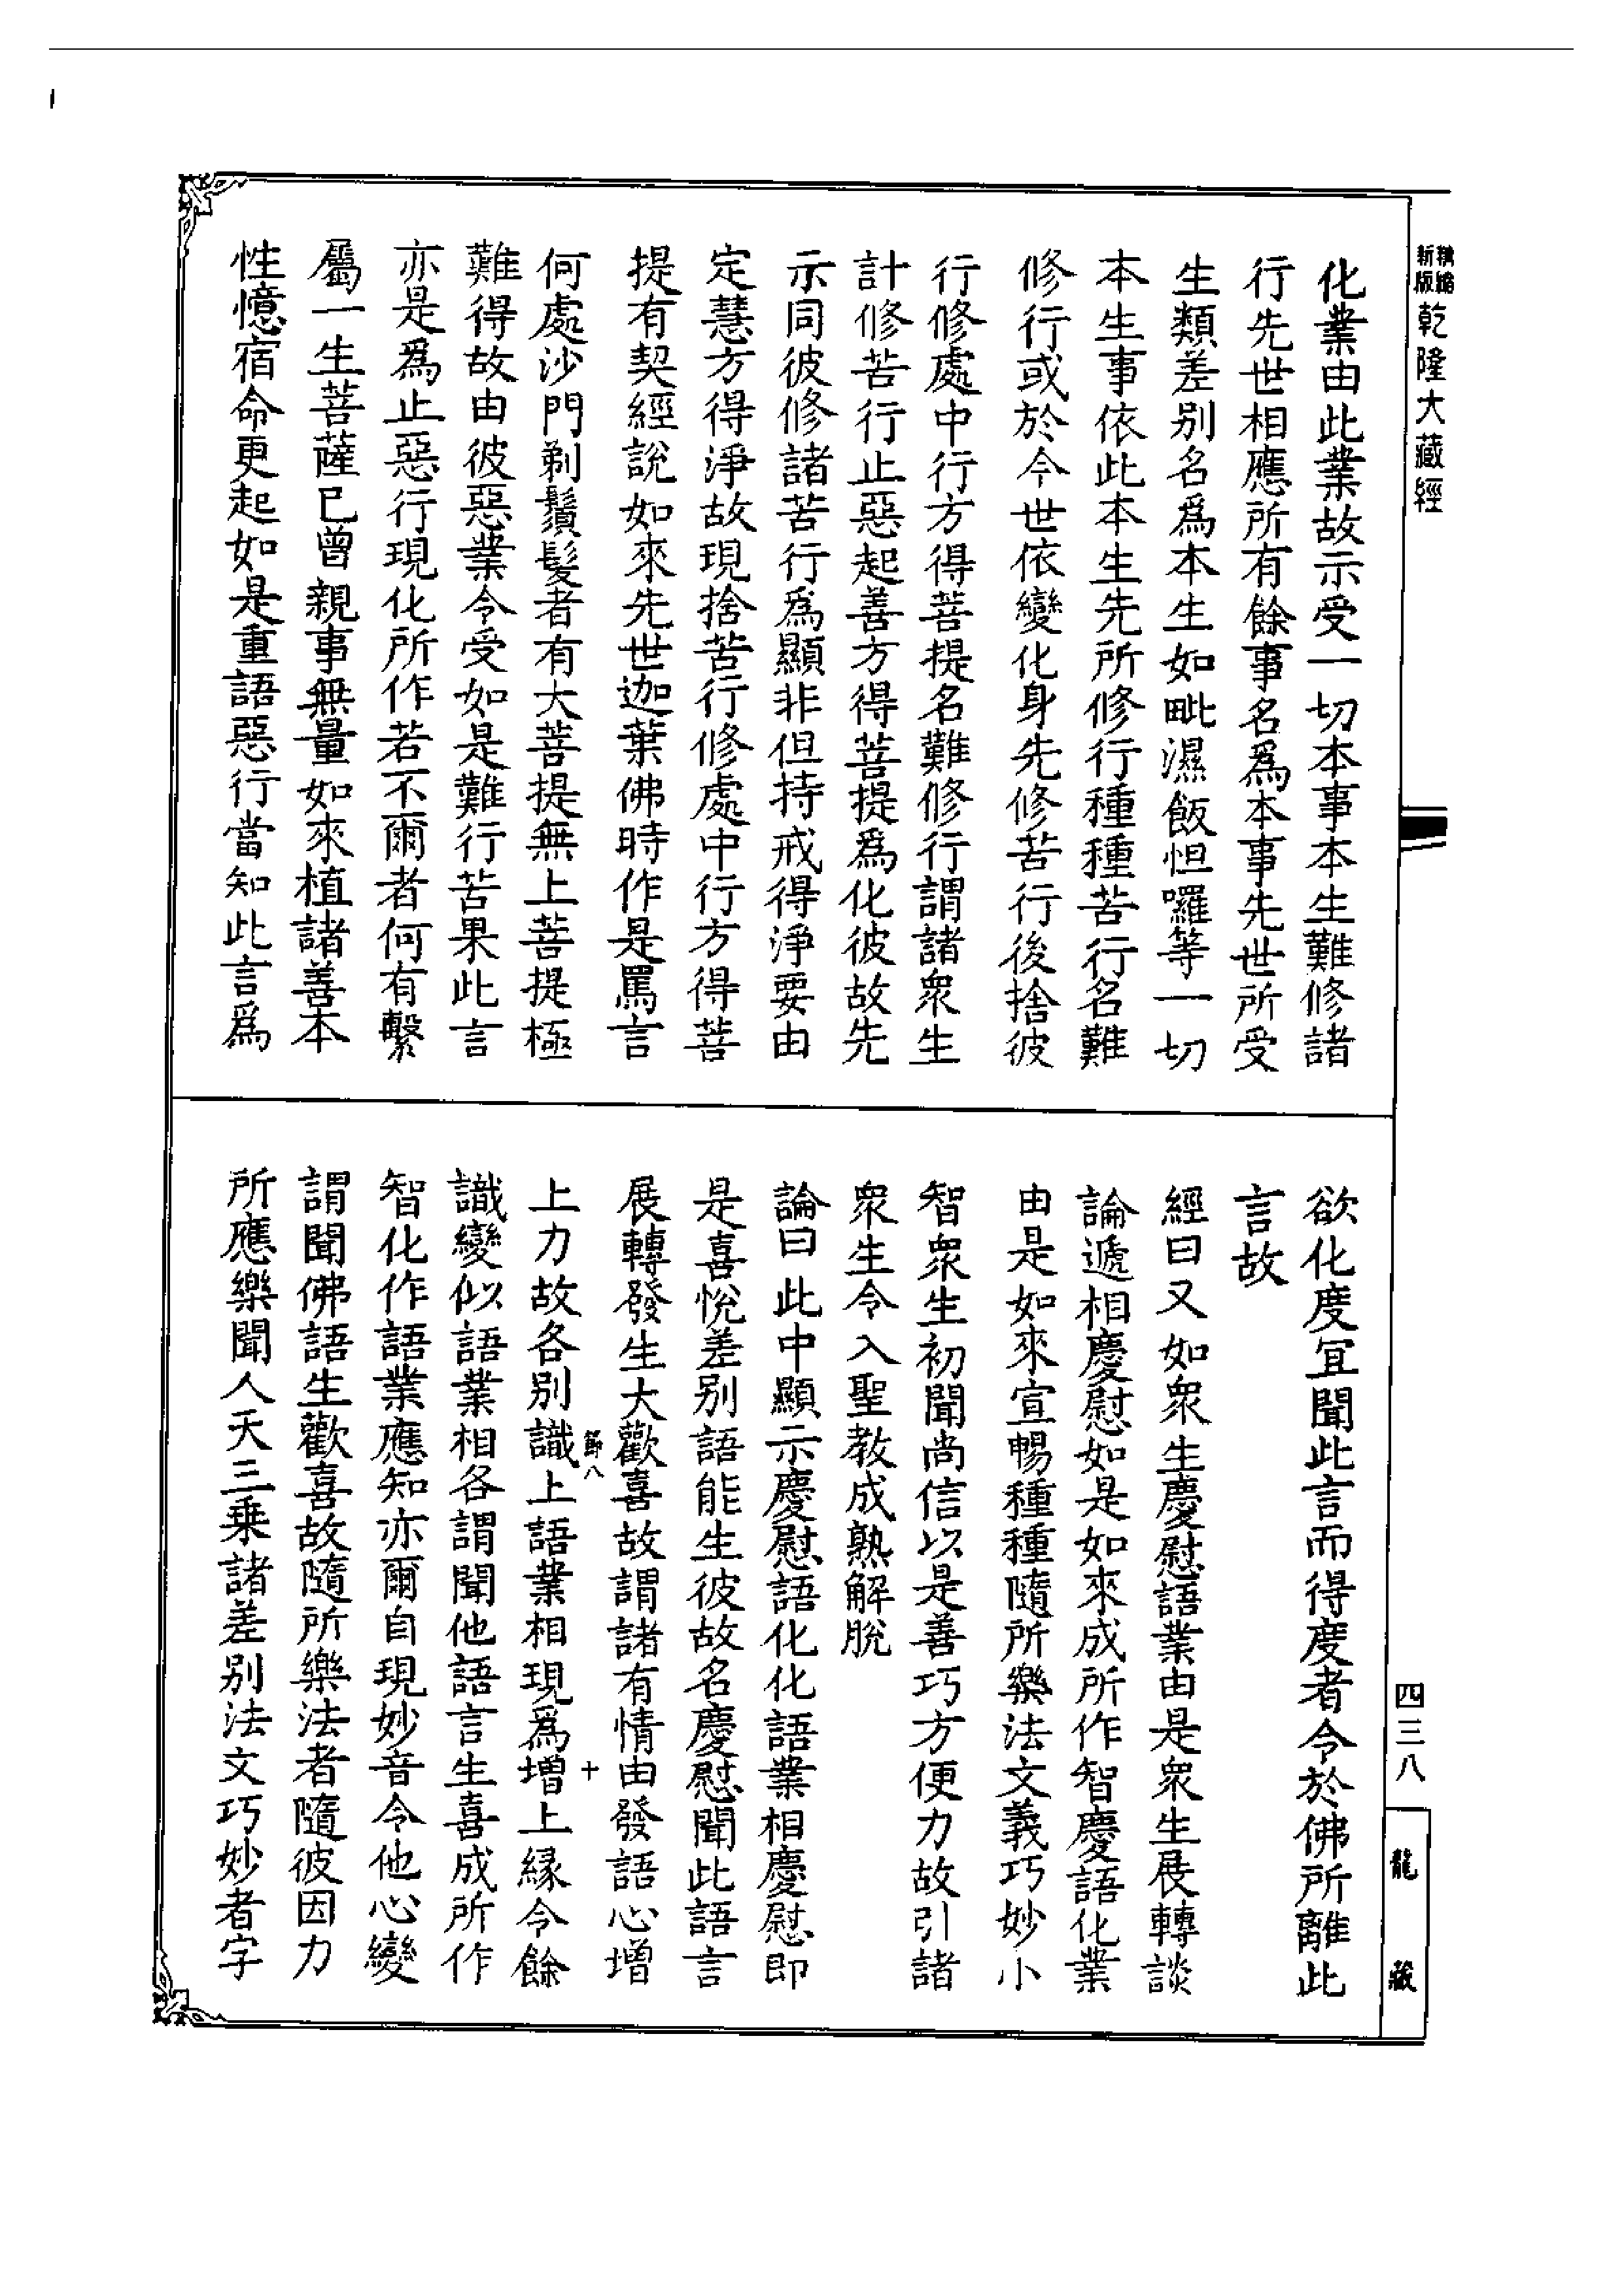 新版精縮乾隆大藏經
化業由此業故示受一切本事本生難修諸
行先世相應所有餘事名爲本事先世所受
生類差別名爲本生如毗濕飯怛囉等一切
本生事依此本生先所修行種種苦行名難
修行或於今世依變化身先修苦行後捨彼
行修處中行方得菩提名難修行謂諸衆生
計修苦行止惡起善方得菩提爲化彼故先
示同彼修諸苦行爲顯非但持戒得淨要由
定慧方得淨故現捨苦行修處中行方得菩
提有契經說如來先世迦葉佛時作是罵言
何處沙門剃鬚髮者有大菩提無上菩提極
難得故由彼惡業令受如是難行苦果此言
亦是爲止惡行現化所作若不爾者何有繫
屬一生菩薩已曾親事無量如來植諸善本
性憶宿命更起如是重語惡行當知此言爲
欲化度宜聞此言而得度者令於佛所離此
言故
經曰又如衆生慶慰語業由是衆生展轉談
論遞相慶慰如是如來成所作智慶語化業
由是如來宣暢種種隨所樂法文義巧妙小
智衆生初聞尚信以是善巧方便力故引諸
衆生令入聖教成熟解脫
論曰此中顯示慶慰語化化語業相慶慰即
是喜悅差別語能生彼故名慶慰聞此語言
展轉發生大歡喜故謂諸有情由發語心增
上力故各別識上語業相現爲增上緣令餘
識變似語業相各謂聞他語言生喜成所作
智化作語業應知亦爾自現妙音令他心變
謂聞佛語生歡喜故隨所樂法者隨彼因力
所應樂聞人天三乘諸差別法文巧妙者字
節八
十
四三八
龍藏